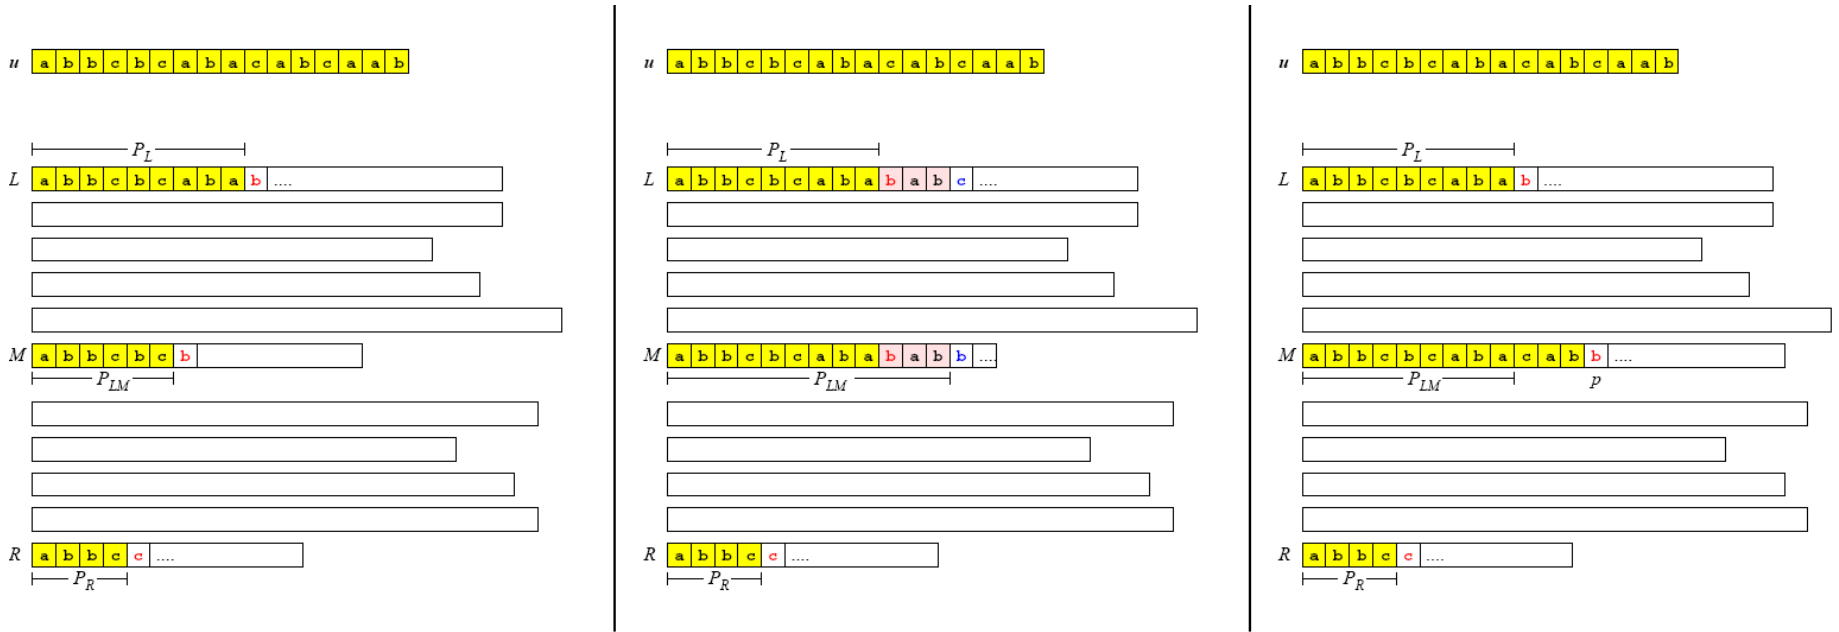 u a b b c b c a b a c a b c a a b
P_L
L a b b c b c a b a b ....
M a b b c b c b
P_LM
R a b b c c ....
P_R
u a b b c b c a b a c a b c a a b
P_L
L a b b c b c a b a b a b c ....
M a b b c b c a b a b a b b ....
P_LM
R a b b c c ....
P_R
u a b b c b c a b a c a b c a a b
P_L
L a b b c b c a b a b ....
M a b b c b c a b a c a b b ....
P_LM p
R a b b c c ....
P_R